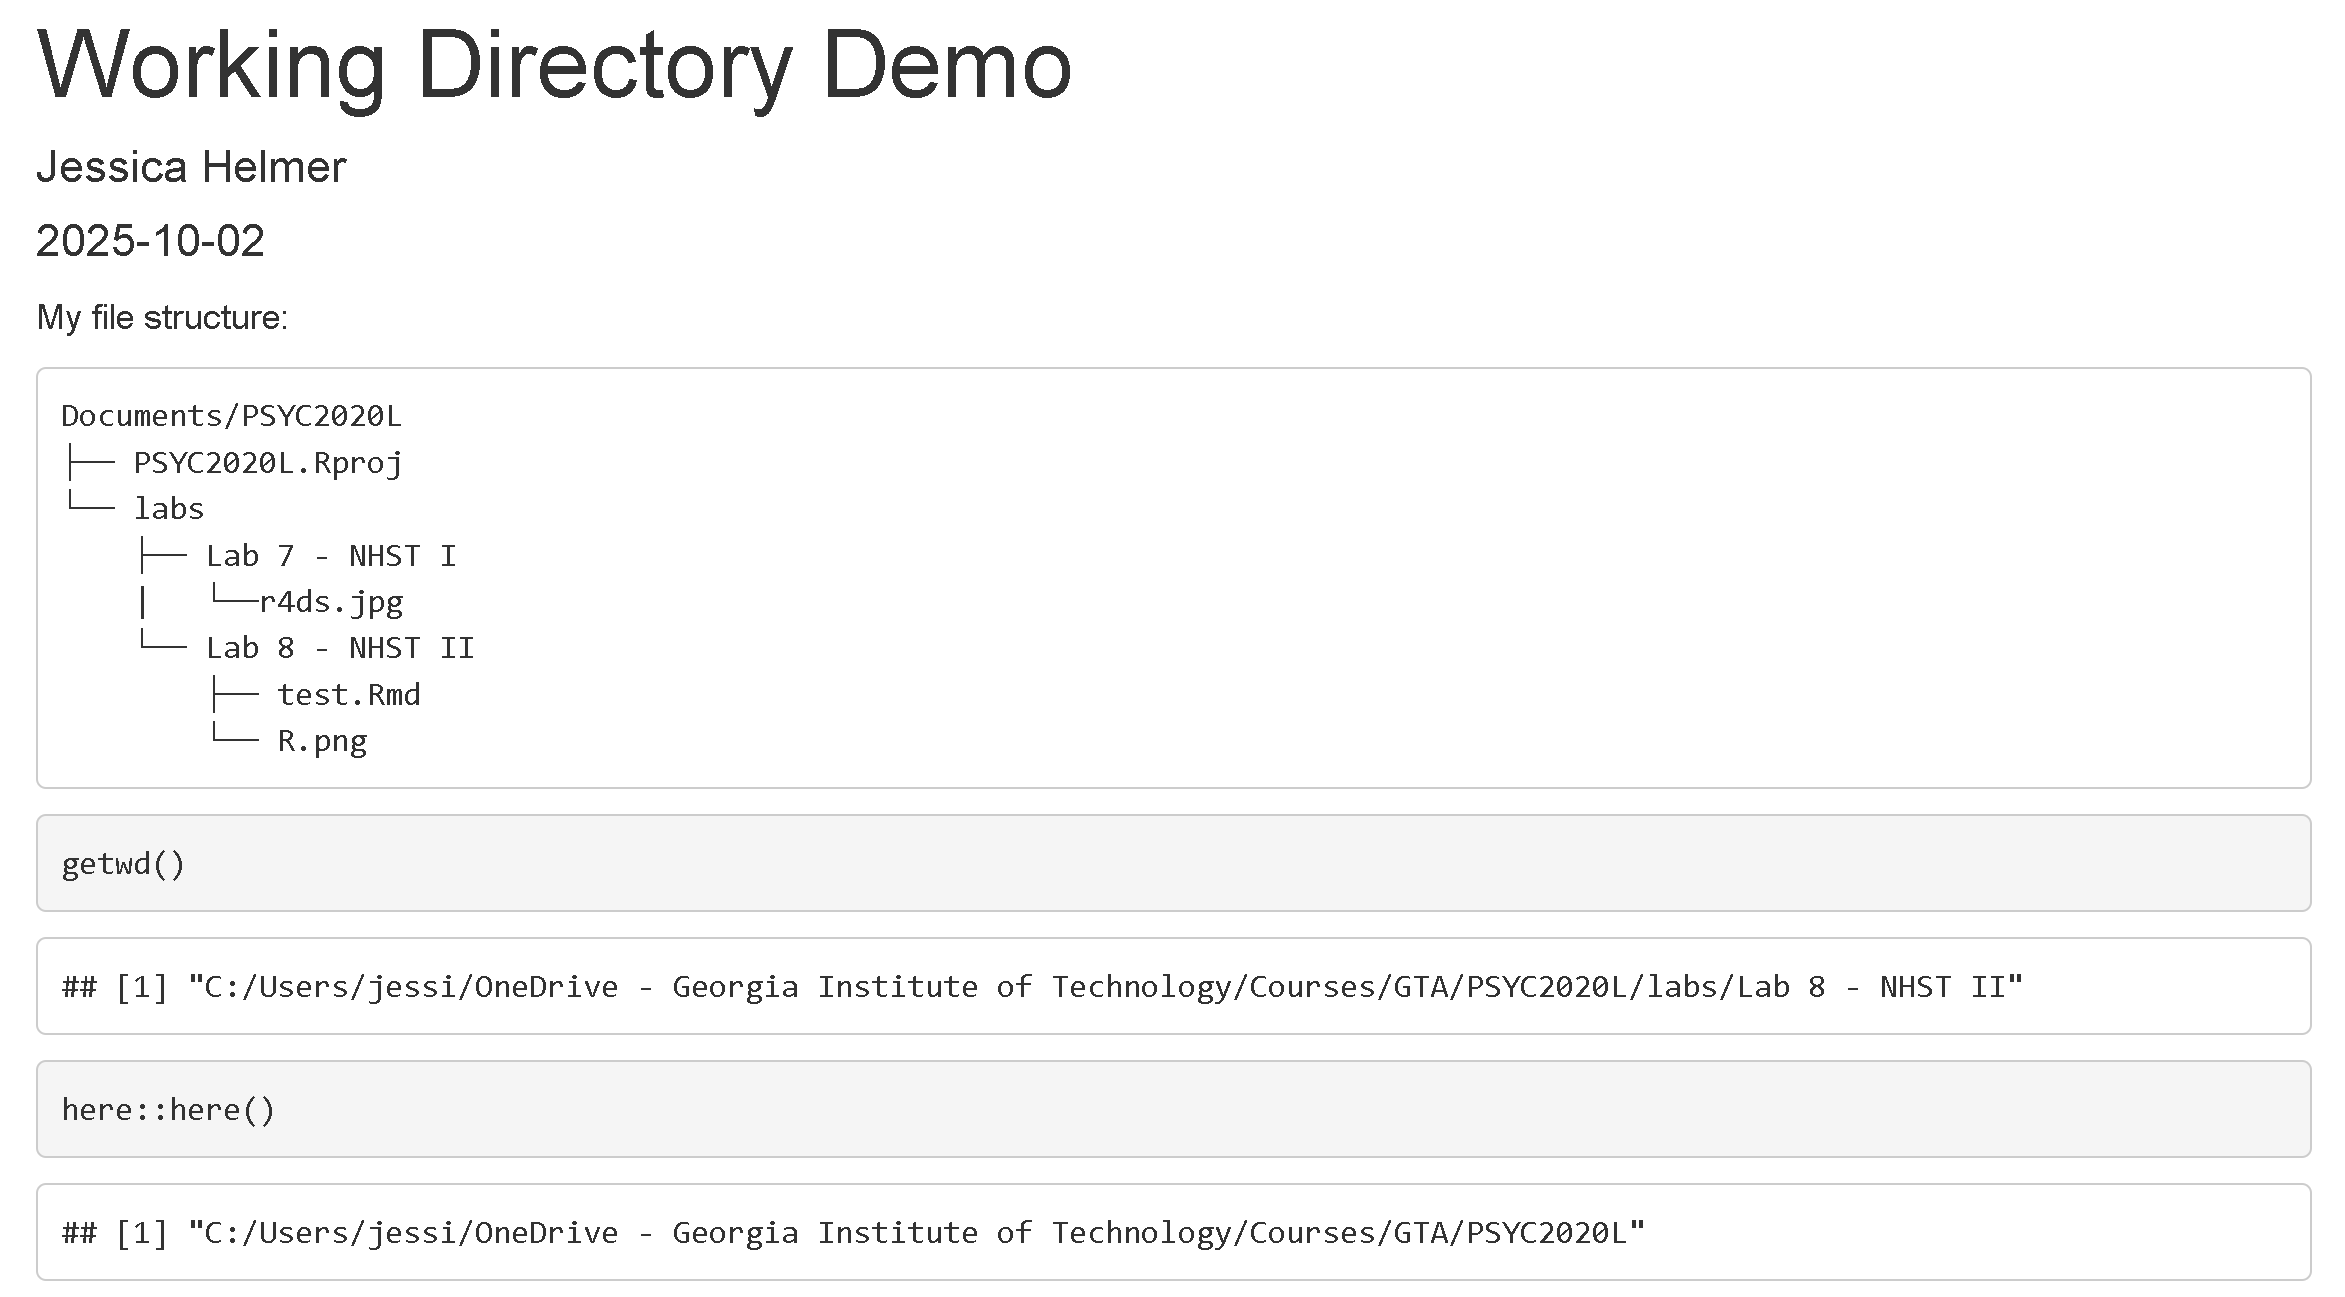 Working Directory Demo
Jessica Helmer
2025-10-02
My file structure:
Documents/PSYC2020L
├── PSYC2020L.Rproj
└── labs
    ├── Lab 7 - NHST I
    |   └──r4ds.jpg
    └── Lab 8 - NHST II
        ├── test.Rmd
        └── R.png
getwd()
## [1] "C:/Users/jessi/OneDrive - Georgia Institute of Technology/Courses/GTA/PSYC2020L/labs/Lab 8 - NHST II"
here::here()
## [1] "C:/Users/jessi/OneDrive - Georgia Institute of Technology/Courses/GTA/PSYC2020L"